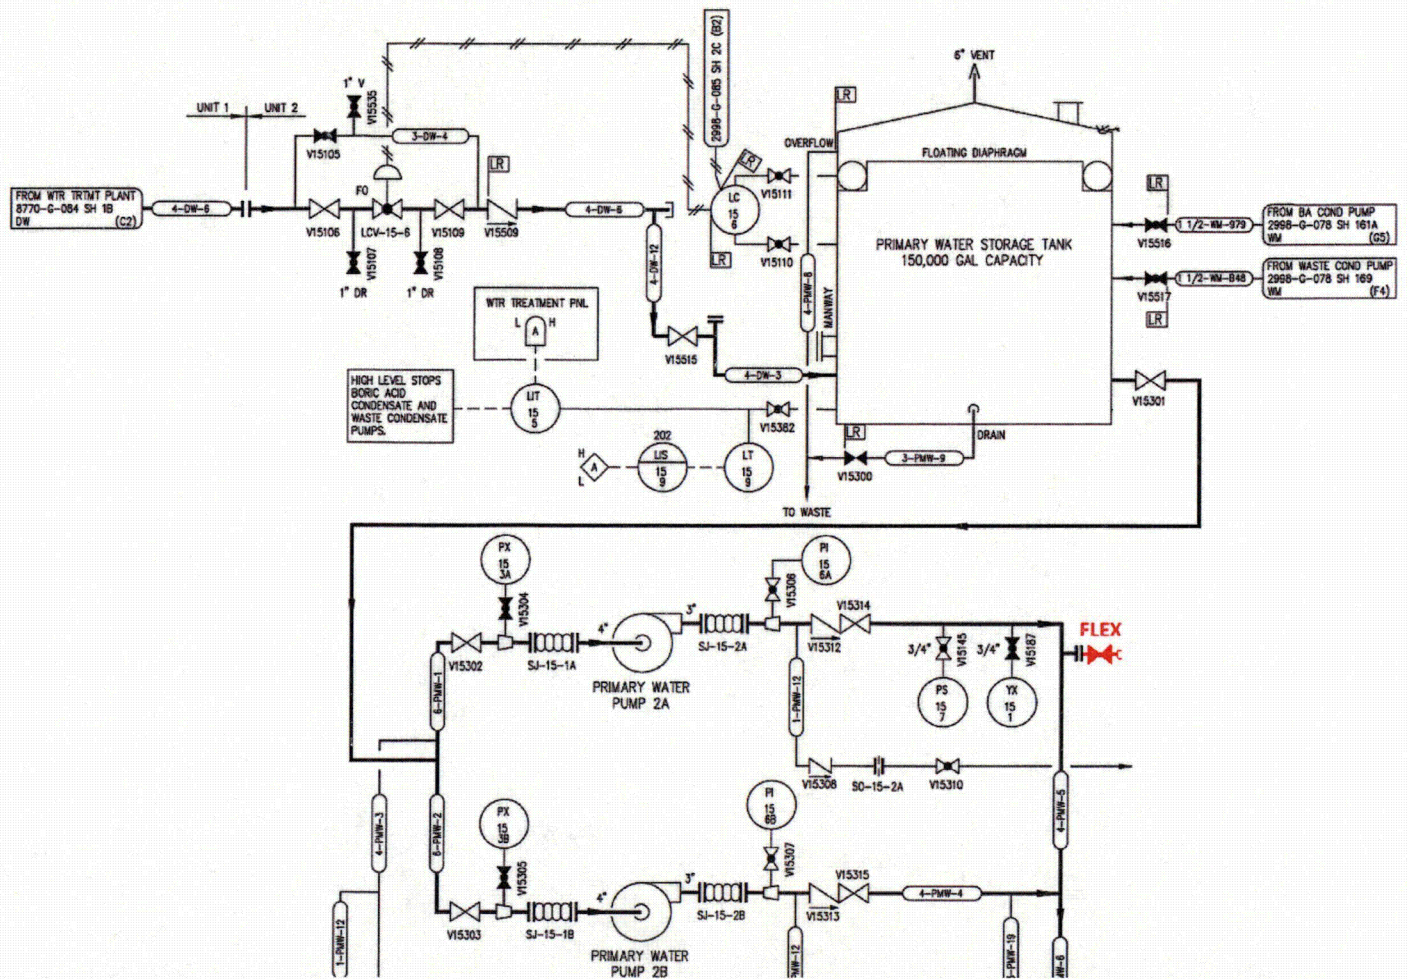 2998-G-085 SH 2C (B2)
6" VENT
LR
1" V
V15535
UNIT 1
UNIT 2
3-DW-4
V15105
LR
OVERFLOW
FLOATING DIAPHRAGM
LR
V15111
FROM WTR TRTMT PLANT
8770-G-084 SH 1B
DW (C2)
4-DW-6
FO
V15106
LCV-15-6
V15109
V15509
4-DW-6
LC
15
6
LR
V15110
PRIMARY WATER STORAGE TANK
150,000 GAL CAPACITY
LR
V15516
1 1/2-WM-979
FROM BA COND PUMP
2998-G-078 SH 161A
WM (G5)
V15107
V15108
1" DR
1" DR
4-DW-12
4-PMW-8
V15517
LR
1 1/2-WM-848
FROM WASTE COND PUMP
2998-G-078 SH 169
WM (F4)
WTR TREATMENT PNL
L A H
MANWAY
V15515
4-DW-3
HIGH LEVEL STOPS
BORIC ACID
CONDENSATE AND
WASTE CONDENSATE
PUMPS.
LIT
15
5
V15382
V15301
LR
DRAIN
202
H
A
L
LIS
15
9
LT
15
9
V15300
3-PMW-9
TO WASTE
PX
15
3A
V15304
PI
15
6A
V15306
V15302
SJ-15-1A
4"
3"
SJ-15-2A
V15312
V15314
3/4"
V15145
3/4"
V15187
FLEX
PRIMARY WATER
PUMP 2A
6-PMW-1
1-PMW-12
PS
15
7
YX
15
1
V15308
SO-15-2A
V15310
4-PMW-3
6-PMW-2
4-PMW-5
PX
15
3B
V15305
PI
15
6B
V15307
V15303
SJ-15-1B
4"
3"
SJ-15-2B
V15313
V15315
4-PMW-4
PRIMARY WATER
PUMP 2B
1-PMW-12